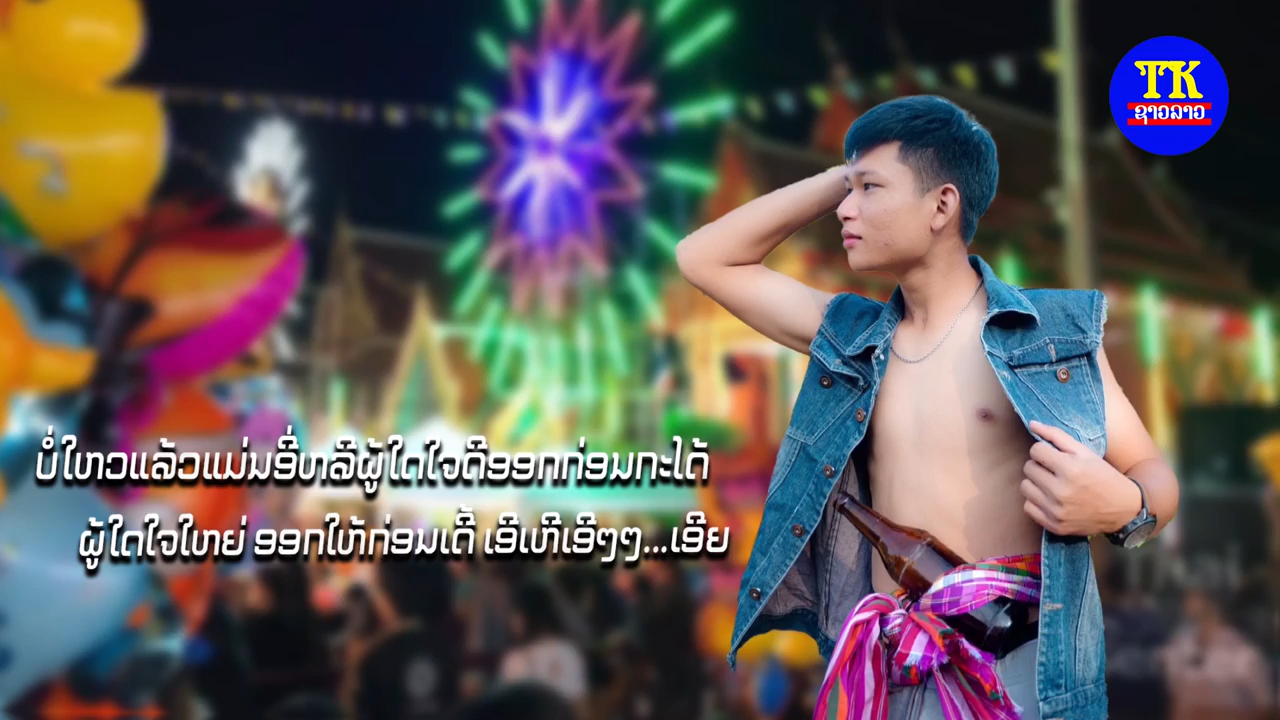 TK
ຊາວລາວ
ບໍ່ໃຫາວແລ້ວແມ່ນອີ່ຫລີຜູ້ໃດໃຈດີອອກກ່ອມກະໄດ້
ຜູ້ໃດໃຈໃຫຍ່ ອອກໃຫ້ກ່ອມເດີ້ ເອີເຫີເອີໆໆ...ເອີຍ